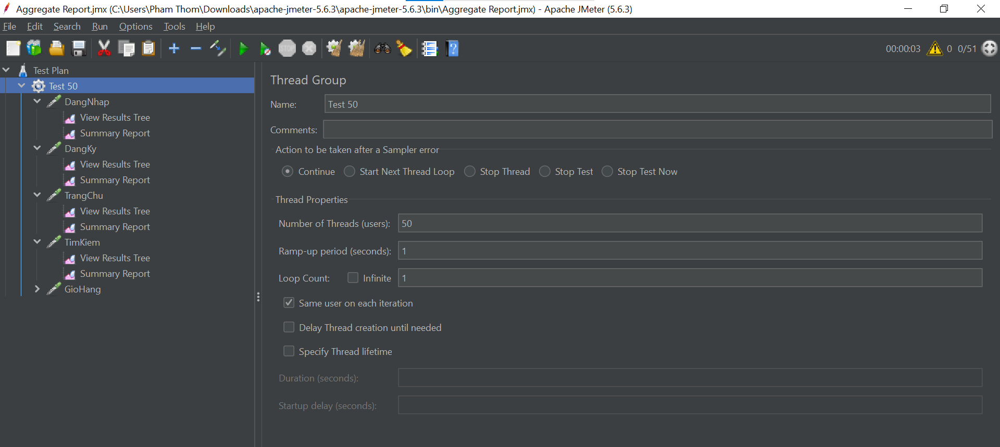 Aggregate Report.jmx (C:\Users\Pham Thom\Downloads\apache-jmeter-5.6.3\apache-jmeter-5.6.3\bin\Aggregate Report.jmx) - Apache JMeter (5.6.3)
File Edit Search Run Options Tools Help
STOP 00:00:03 0 0/51
Test Plan
Test 50
DangNhap
View Results Tree
Summary Report
DangKy
View Results Tree
Summary Report
TrangChu
View Results Tree
Summary Report
TimKiem
View Results Tree
Summary Report
GioHang
Thread Group
Name: Test 50
Comments:
Action to be taken after a Sampler error
Continue Start Next Thread Loop Stop Thread Stop Test Stop Test Now
Thread Properties
Number of Threads (users): 50
Ramp-up period (seconds): 1
Loop Count: Infinite 1
Same user on each iteration
Delay Thread creation until needed
Specify Thread lifetime
Duration (seconds):
Startup delay (seconds):